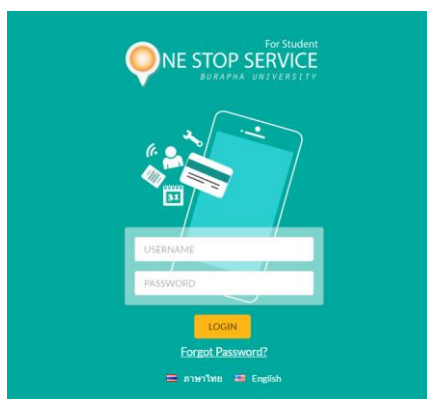 For Student
ONE STOP SERVICE
BURAPHA UNIVERSITY
31
USERNAME
PASSWORD
LOGIN
Forgot Password?
ภาษาไทย English